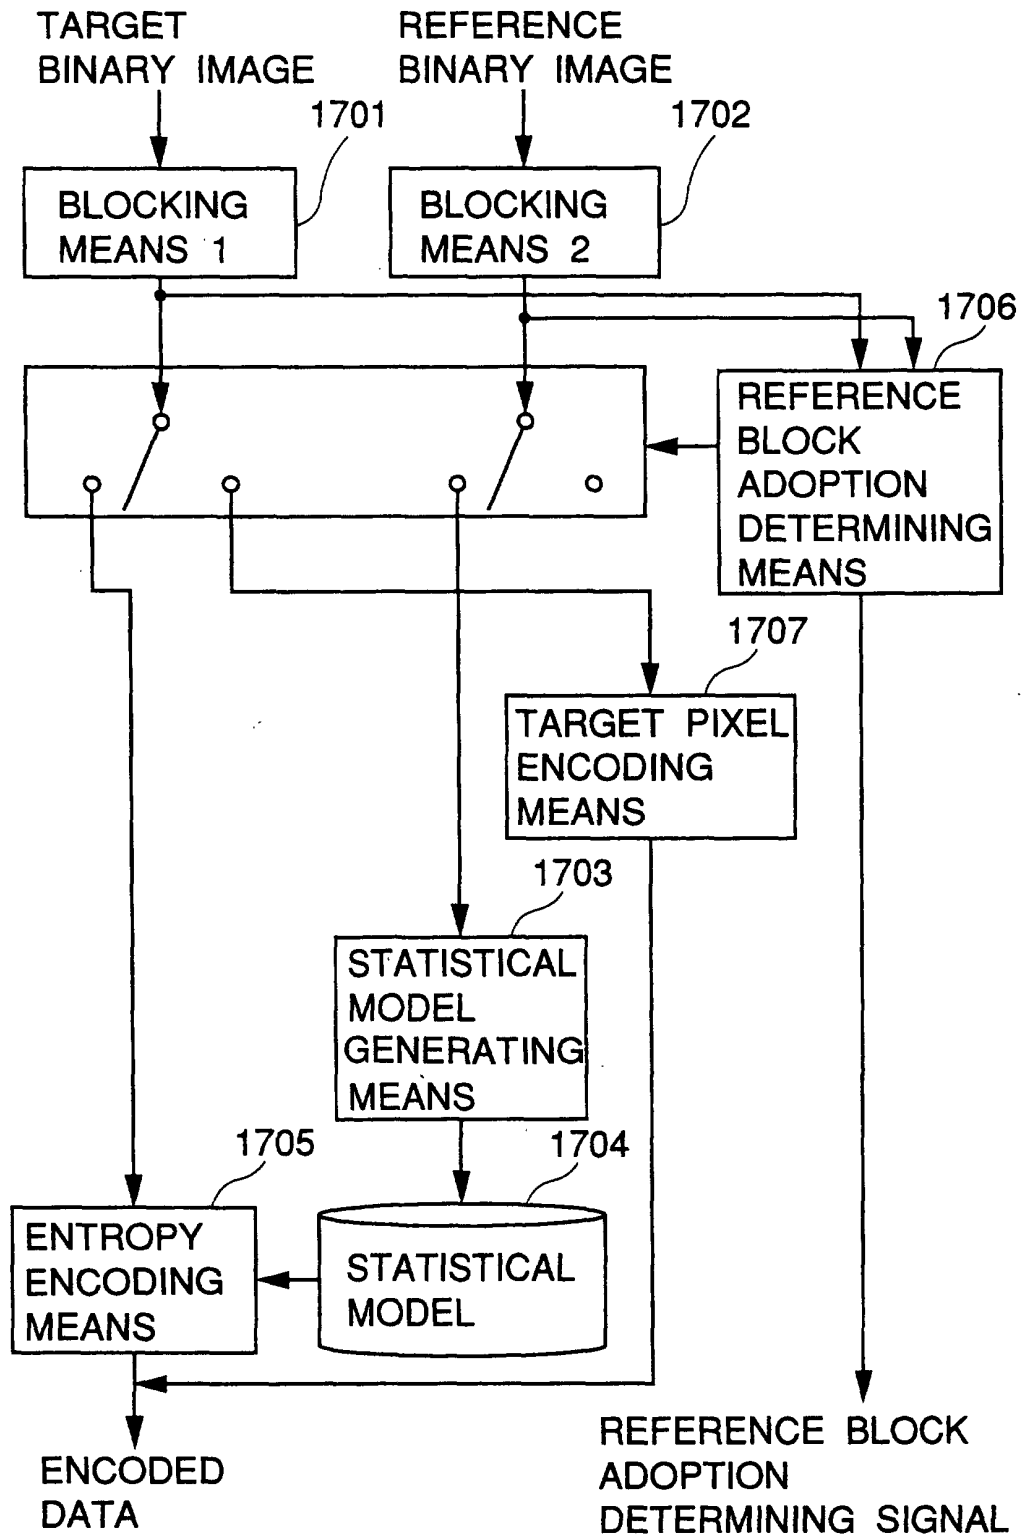 TARGET
BINARY IMAGE
REFERENCE
BINARY IMAGE
1701
1702
BLOCKING
MEANS 1
BLOCKING
MEANS 2
1706
REFERENCE
BLOCK
ADOPTION
DETERMINING
MEANS
1707
TARGET PIXEL
ENCODING
MEANS
1703
STATISTICAL
MODEL
GENERATING
MEANS
1705
1704
ENTROPY
ENCODING
MEANS
STATISTICAL
MODEL
ENCODED
DATA
REFERENCE BLOCK
ADOPTION
DETERMINING SIGNAL